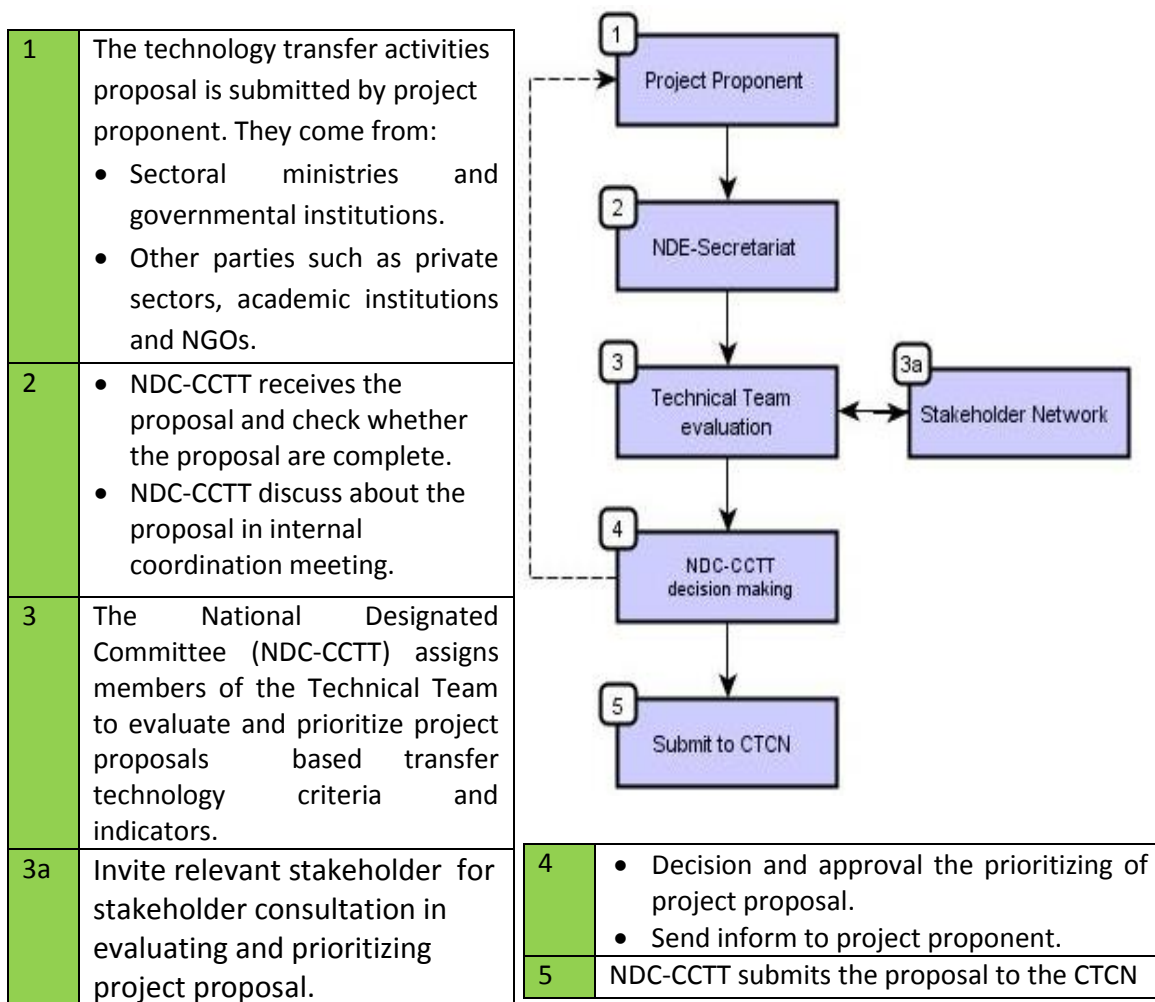 1
The technology transfer activities
proposal is submitted by project
proponent. They come from:
• Sectoral ministries and
governmental institutions.
• Other parties such as private
sectors, academic institutions
and NGOs.
2
• NDC-CCTT receives the
proposal and check whether
the proposal are complete.
• NDC-CCTT discuss about the
proposal in internal
coordination meeting.
3
The National Designated
Committee (NDC-CCTT) assigns
members of the Technical Team
to evaluate and prioritize project
proposals based transfer
technology criteria and
indicators.
3a
Invite relevant stakeholder for
stakeholder consultation in
evaluating and prioritizing
project proposal.
1
Project Proponent
2
NDE-Secretariat
3
Technical Team
evaluation
3a
Stakeholder Network
4
NDC-CCTT
decision making
5
Submit to CTCN
4
• Decision and approval the prioritizing of
project proposal.
• Send inform to project proponent.
5
NDC-CCTT submits the proposal to the CTCN